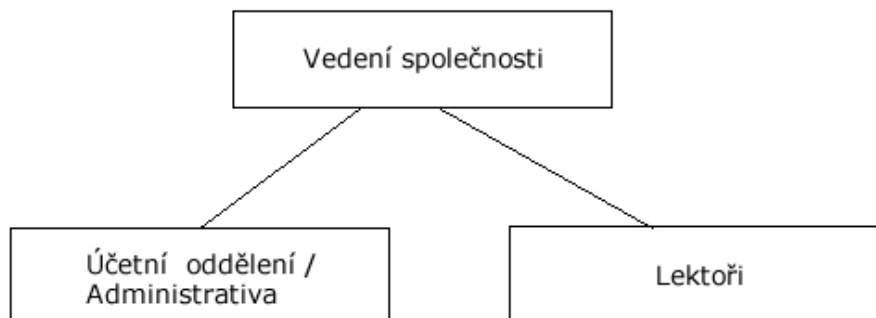 Vedení společnosti
Účetní oddělení /
Administrativa
Lektoři